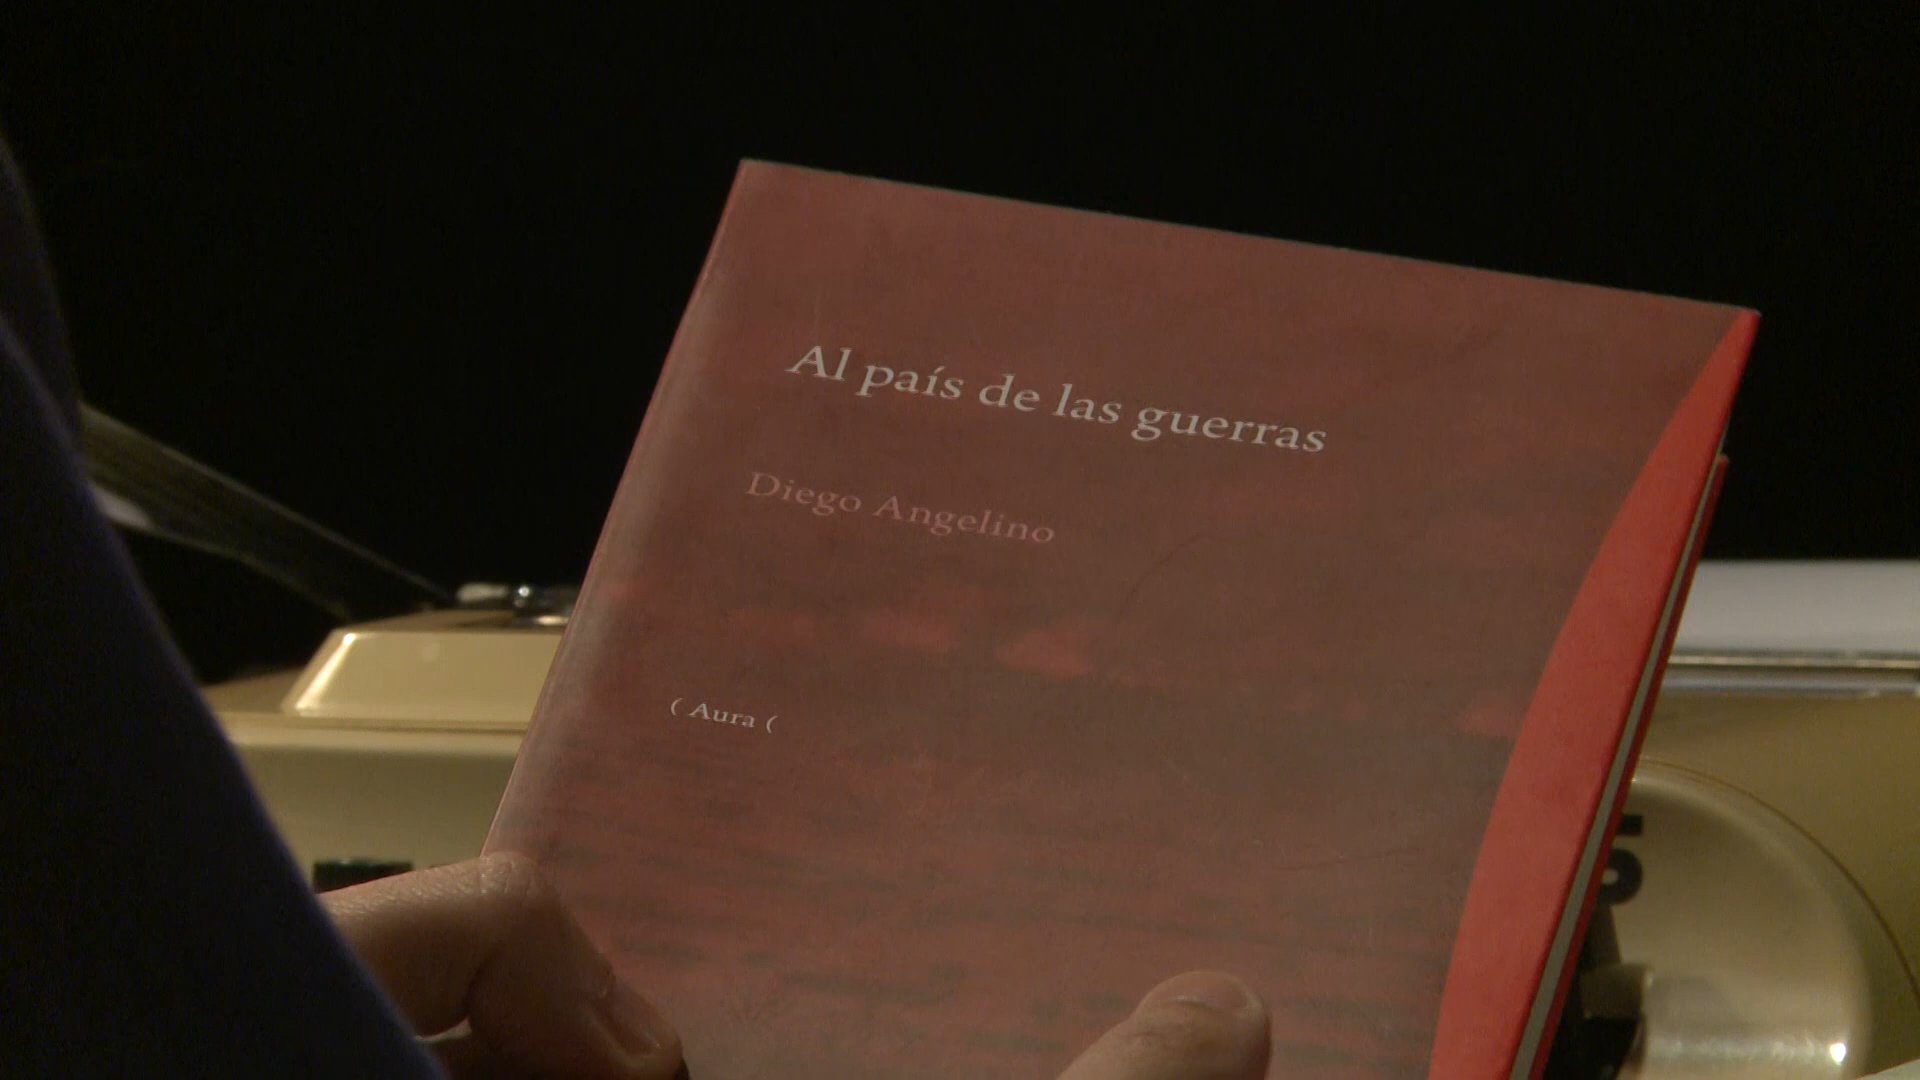 Al país de las guerras
Diego Angelino
( Aura (